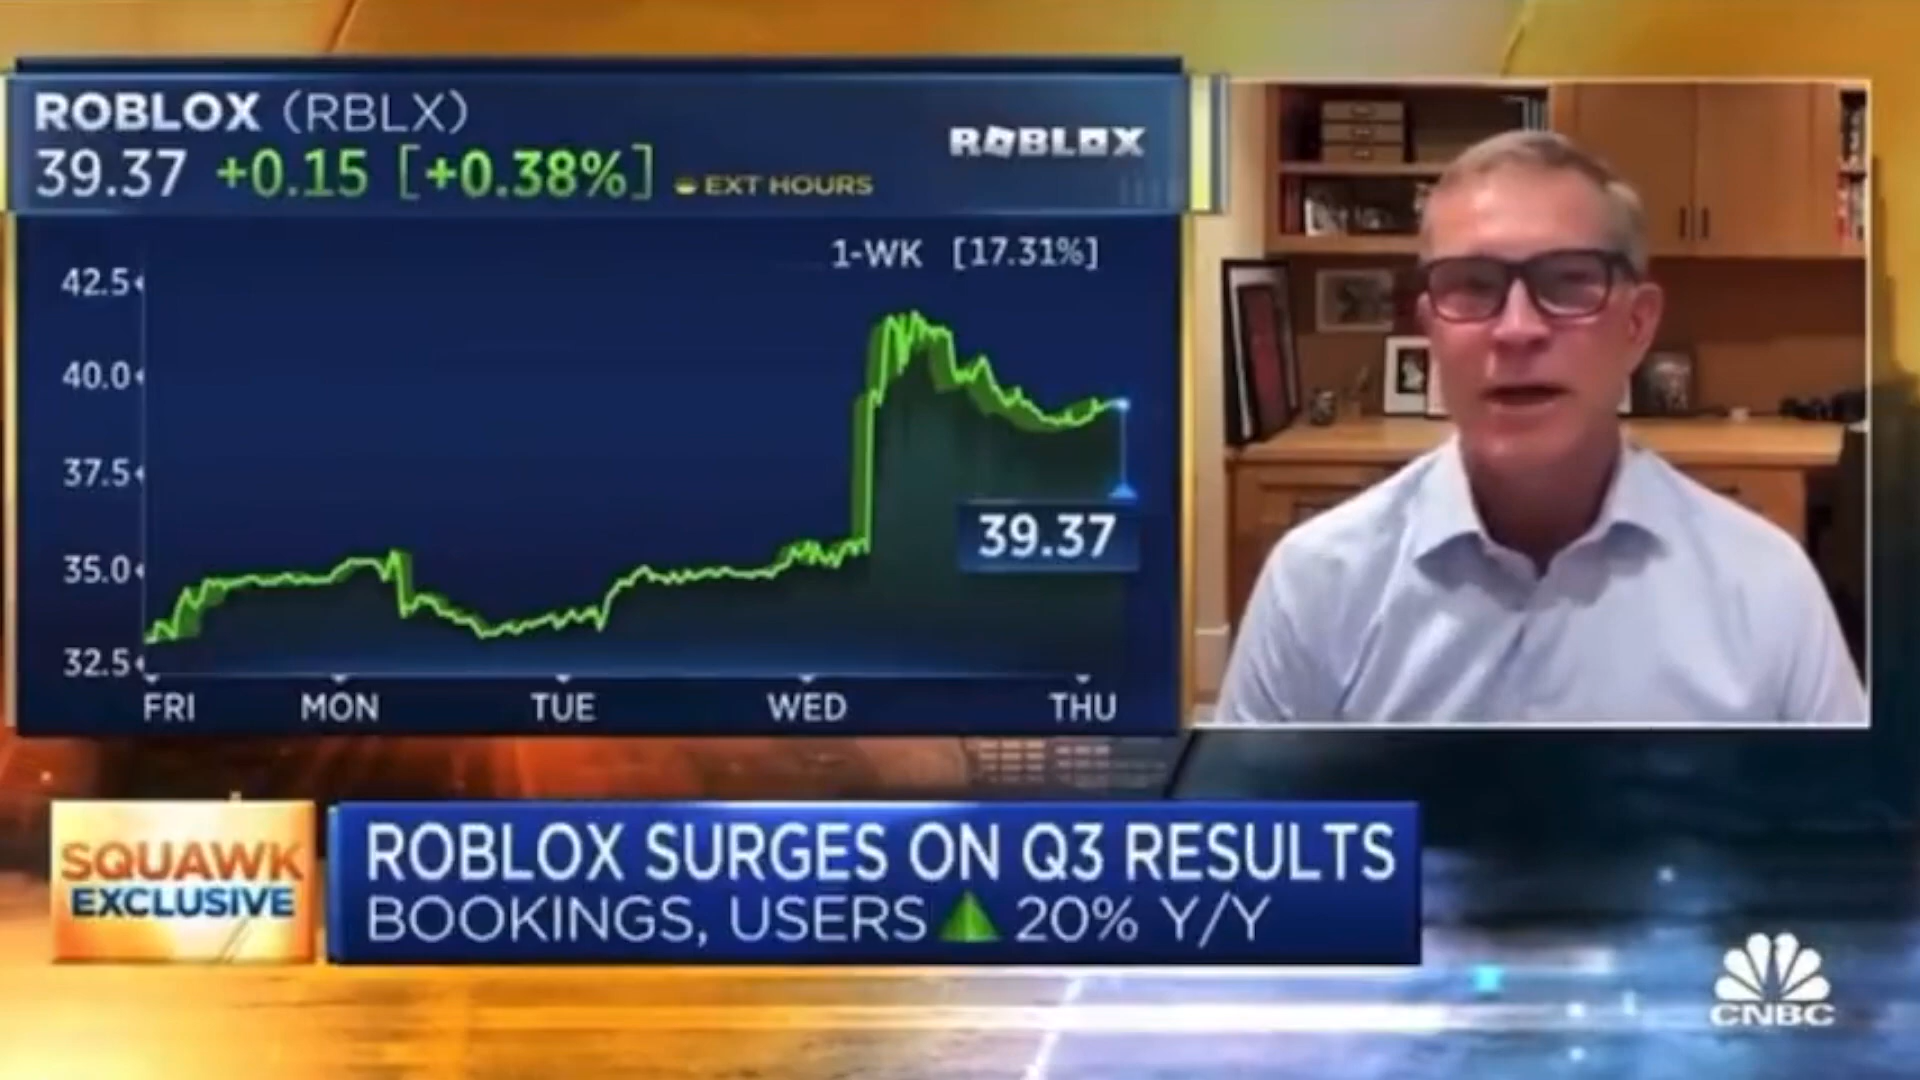 ROBLOX (RBLX)
39.37 +0.15 [+0.38%] EXT HOURS
ROBLOX
1-WK [17.31%]
42.5
40.0
37.5
35.0
32.5
39.37
FRI MON TUE WED THU
SQUAWK
EXCLUSIVE
ROBLOX SURGES ON Q3 RESULTS
BOOKINGS, USERS ▲ 20% Y/Y
CNBC